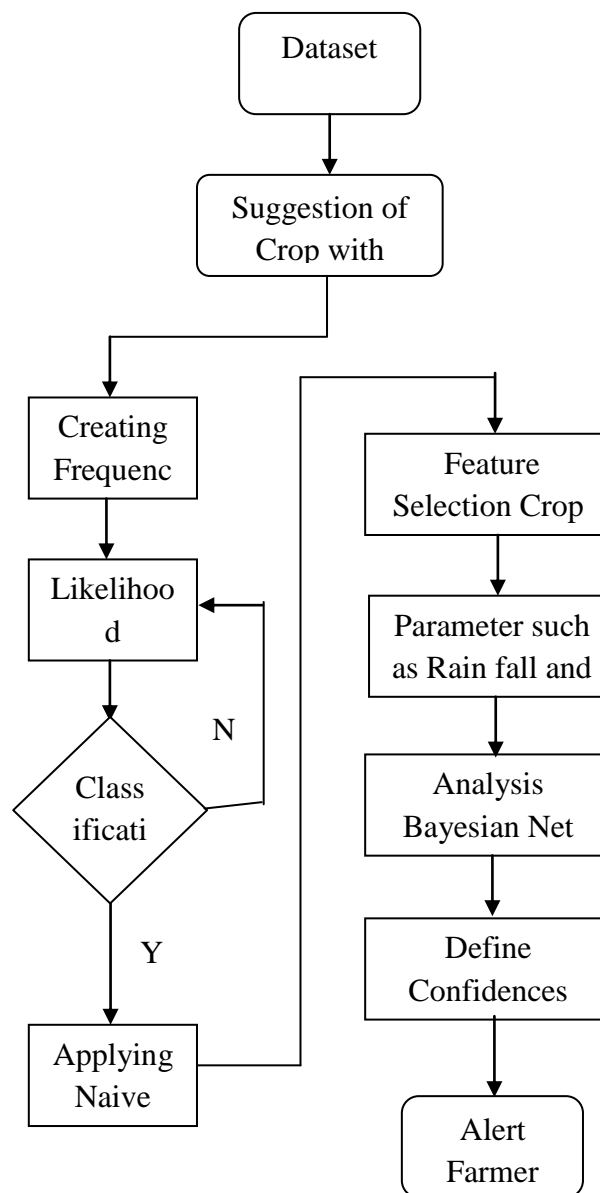 Dataset
Suggestion of
Crop with
Creating
Frequenc
Likelihoo
d
N
Class
ificati
Y
Applying
Naive
Feature
Selection Crop
Parameter such
as Rain fall and
Analysis
Bayesian Net
Define
Confidences
Alert
Farmer